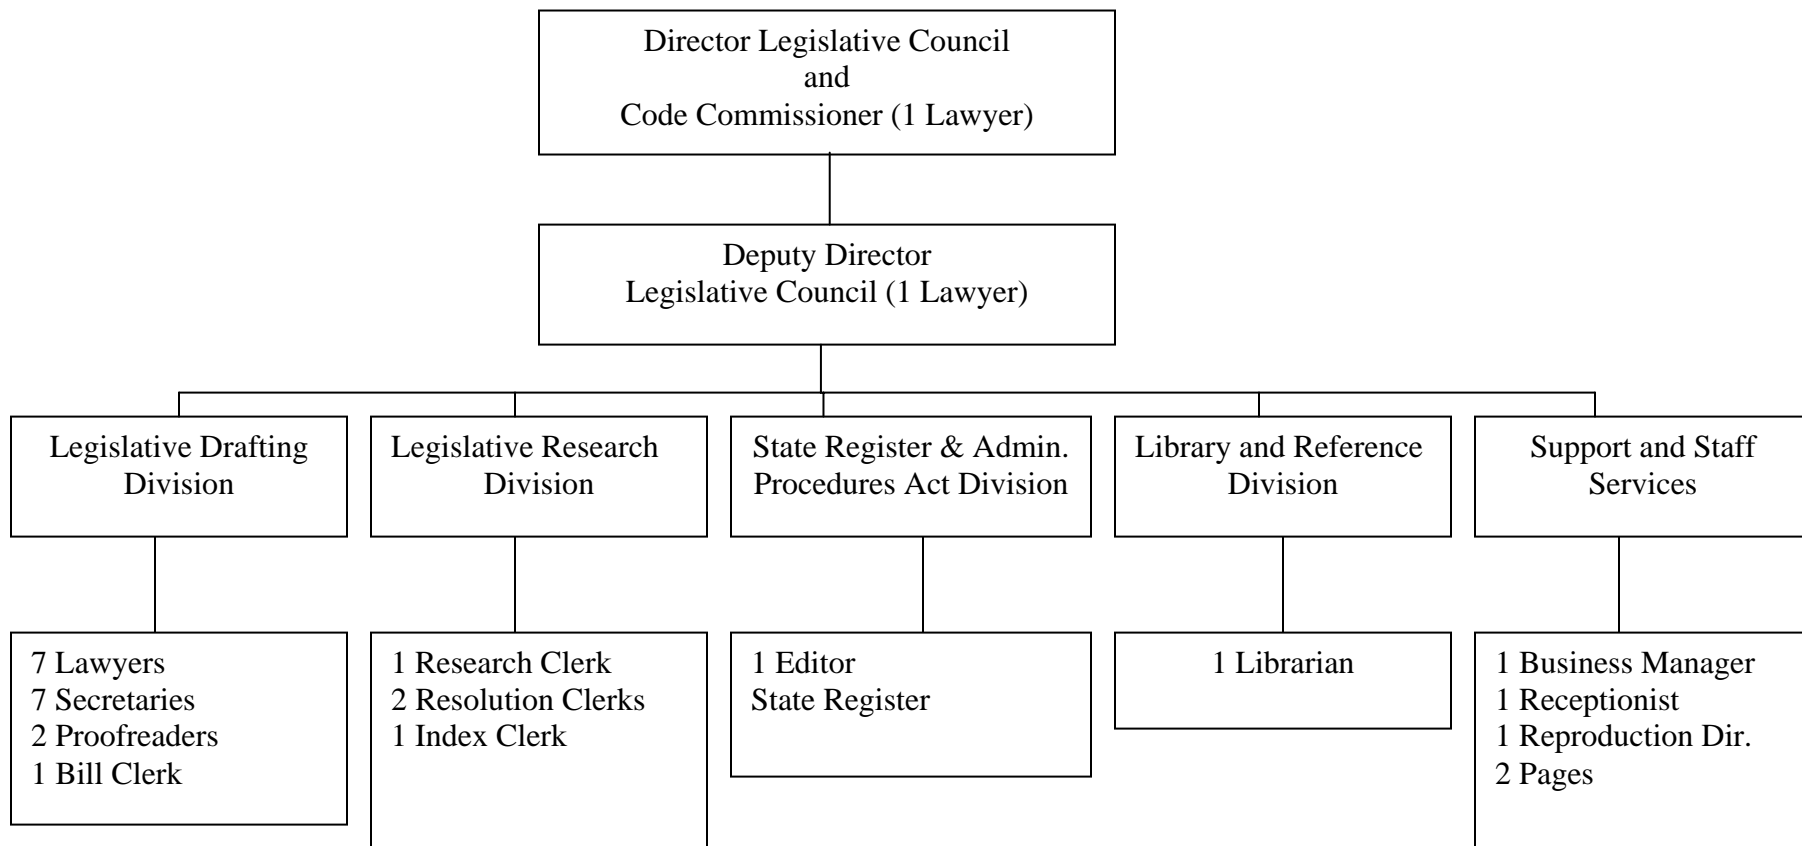 Director Legislative Council
and
Code Commissioner (1 Lawyer)
Deputy Director
Legislative Council (1 Lawyer)
Legislative Drafting
Division
Legislative Research
Division
State Register & Admin.
Procedures Act Division
Library and Reference
Division
Support and Staff
Services
7 Lawyers
7 Secretaries
2 Proofreaders
1 Bill Clerk
1 Research Clerk
2 Resolution Clerks
1 Index Clerk
1 Editor
State Register
1 Librarian
1 Business Manager
1 Receptionist
1 Reproduction Dir.
2 Pages